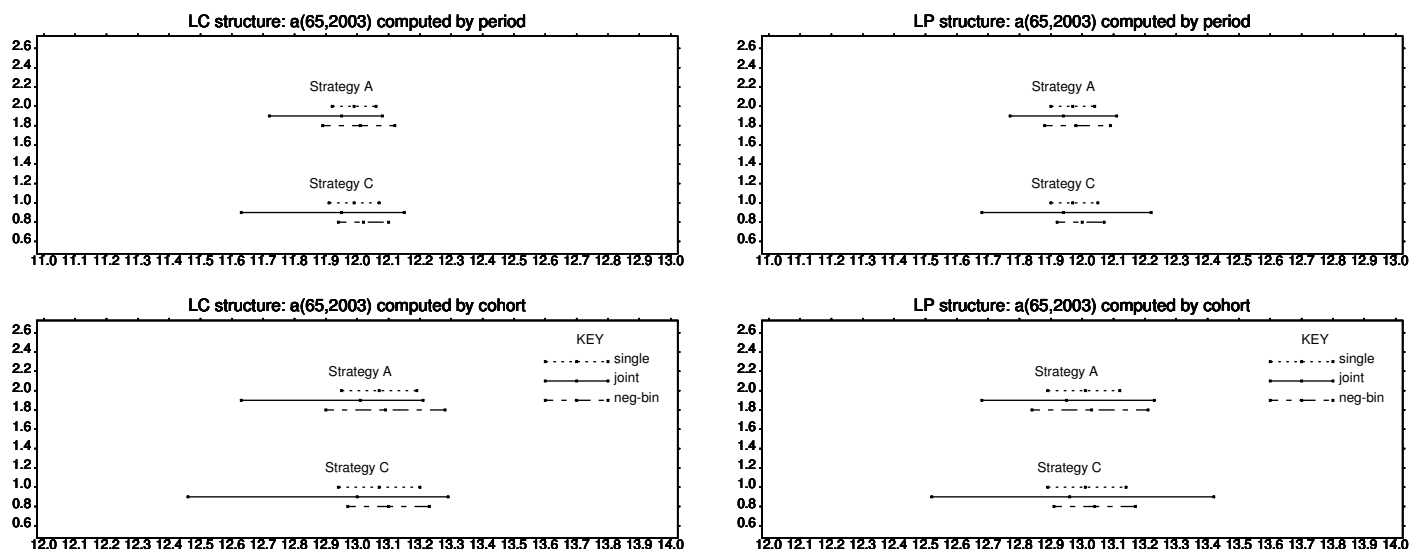 LC structure: a(65,2003) computed by period
2.6
2.4
2.2
2.0
1.8
1.6
1.4
1.2
1.0
0.8
0.6
Strategy A
Strategy C
11.0 11.1 11.2 11.3 11.4 11.5 11.6 11.7 11.8 11.9 12.0 12.1 12.2 12.3 12.4 12.5 12.6 12.7 12.8 12.9 13.0
LP structure: a(65,2003) computed by period
2.6
2.4
2.2
2.0
1.8
1.6
1.4
1.2
1.0
0.8
0.6
Strategy A
Strategy C
11.0 11.1 11.2 11.3 11.4 11.5 11.6 11.7 11.8 11.9 12.0 12.1 12.2 12.3 12.4 12.5 12.6 12.7 12.8 12.9 13.0
LC structure: a(65,2003) computed by cohort
2.6
2.4
2.2
2.0
1.8
1.6
1.4
1.2
1.0
0.8
0.6
KEY
single
joint
neg-bin
Strategy A
Strategy C
12.0 12.1 12.2 12.3 12.4 12.5 12.6 12.7 12.8 12.9 13.0 13.1 13.2 13.3 13.4 13.5 13.6 13.7 13.8 13.9 14.0
LP structure: a(65,2003) computed by cohort
2.6
2.4
2.2
2.0
1.8
1.6
1.4
1.2
1.0
0.8
0.6
KEY
single
joint
neg-bin
Strategy A
Strategy C
12.0 12.1 12.2 12.3 12.4 12.5 12.6 12.7 12.8 12.9 13.0 13.1 13.2 13.3 13.4 13.5 13.6 13.7 13.8 13.9 14.0